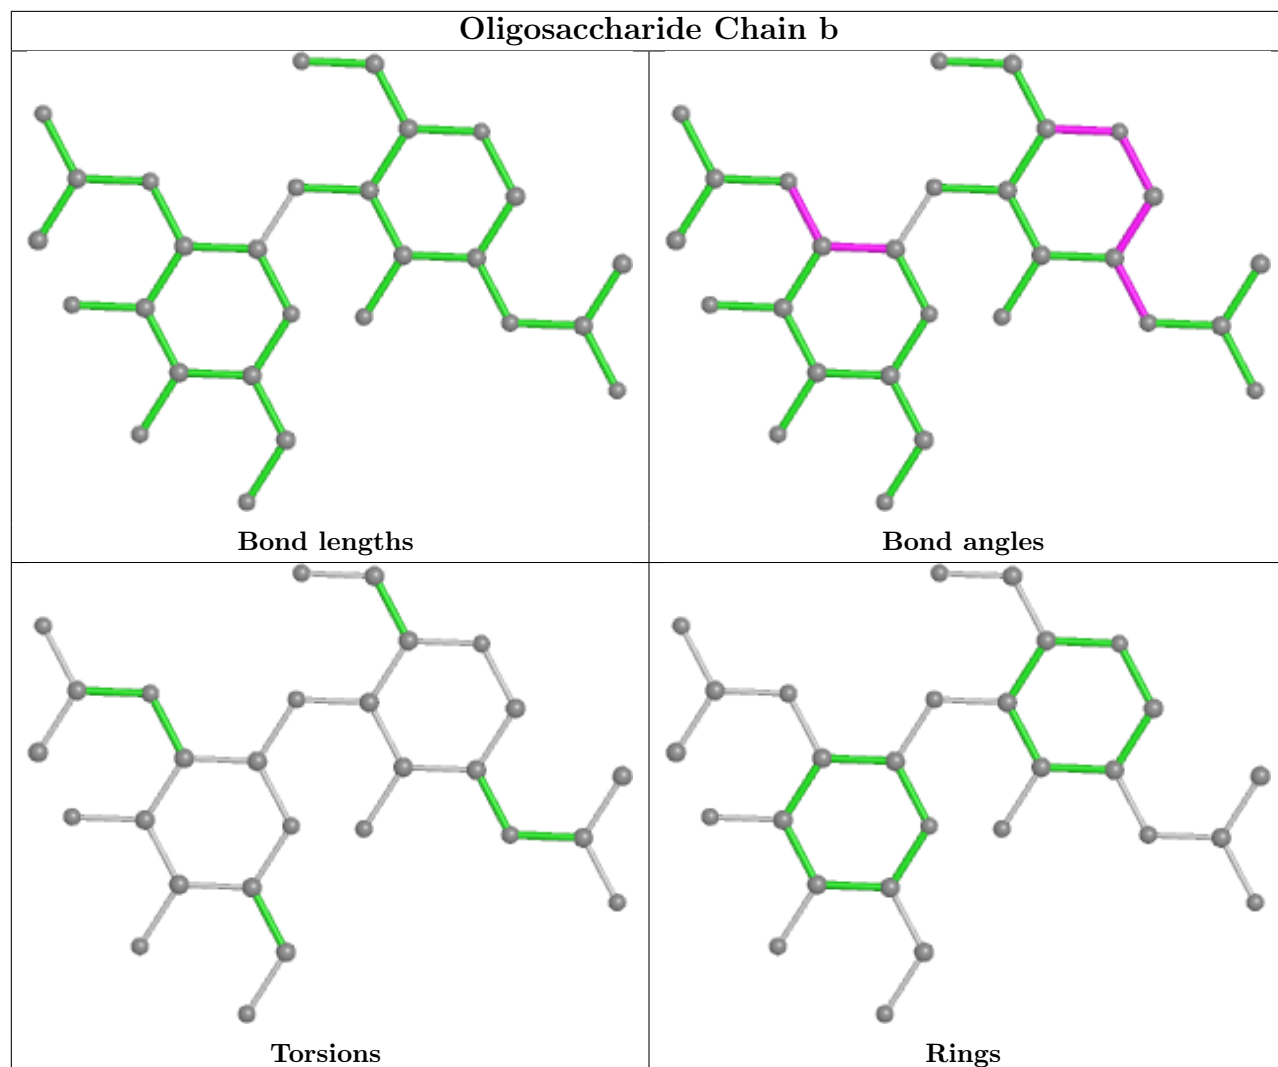 Oligosaccharide Chain b
Bond lengths
Bond angles
Torsions
Rings